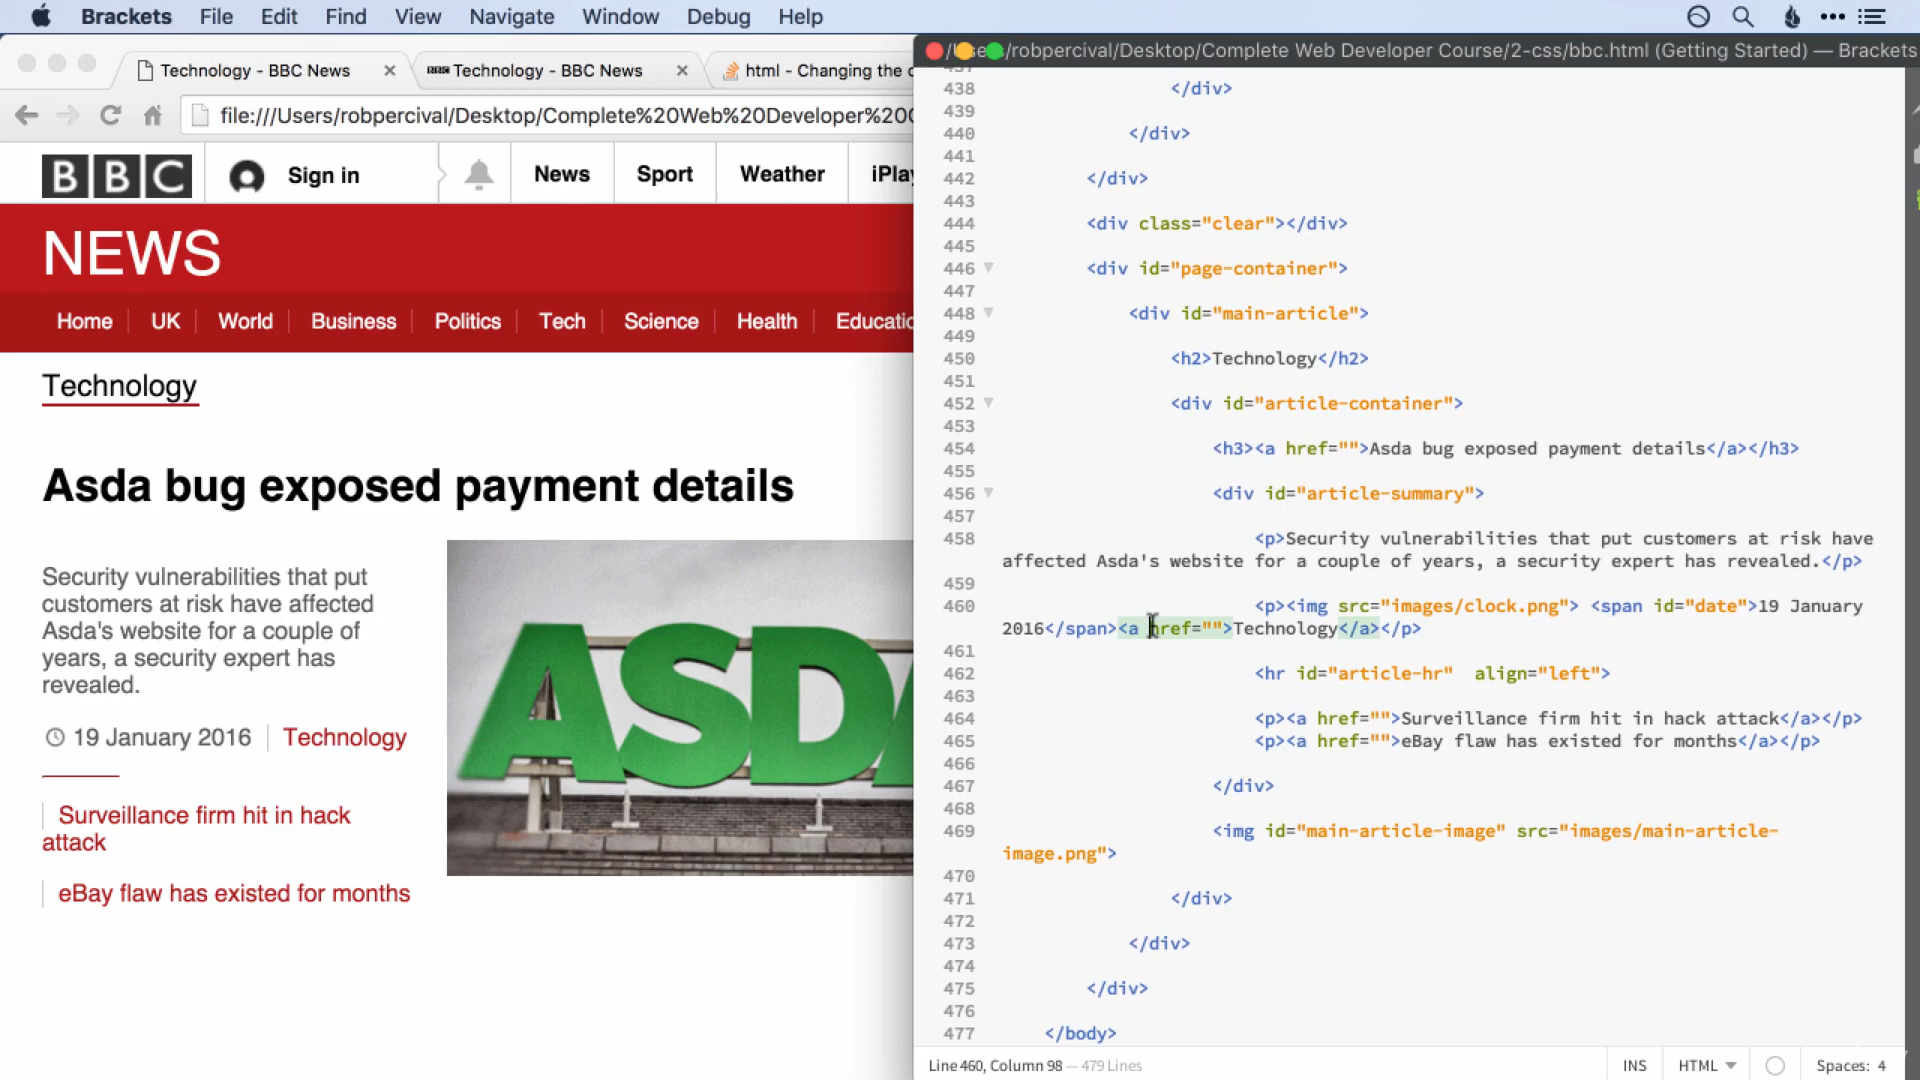 Brackets File Edit Find View Navigate Window Debug Help
Technology - BBC News
Technology - BBC News
html - Changing the
/robpercival/Desktop/Complete Web Developer Course/2-css/bbc.html (Getting Started) — Brackets
file:///Users/robpercival/Desktop/Complete%20Web%20Developer%20
BBC Sign in News Sport Weather iPlay
NEWS
Home UK World Business Politics Tech Science Health Educatio
Technology
Asda bug exposed payment details
Security vulnerabilities that put
customers at risk have affected
Asda's website for a couple of
years, a security expert has
revealed.
19 January 2016 Technology
Surveillance firm hit in hack
attack
eBay flaw has existed for months
ASDA
438 </div>
439
440 </div>
441
442 </div>
443
444 <div class="clear"></div>
445
446 <div id="page-container">
447
448 <div id="main-article">
449
450 <h2>Technology</h2>
451
452 <div id="article-container">
453
454 <h3><a href="">Asda bug exposed payment details</a></h3>
455
456 <div id="article-summary">
457
458 <p>Security vulnerabilities that put customers at risk have
affected Asda's website for a couple of years, a security expert has revealed.</p>
459
460 <p><img src="images/clock.png"> <span id="date">19 January
2016</span><a href="">Technology</a></p>
461
462 <hr id="article-hr"  align="left">
463
464 <p><a href="">Surveillance firm hit in hack attack</a></p>
465 <p><a href="">eBay flaw has existed for months</a></p>
466
467 </div>
468
469 <img id="main-article-image" src="images/main-article-
image.png">
470
471 </div>
472
473 </div>
474
475 </div>
476
477 </body>
Line 460, Column 98 — 479 Lines
INS HTML Spaces: 4